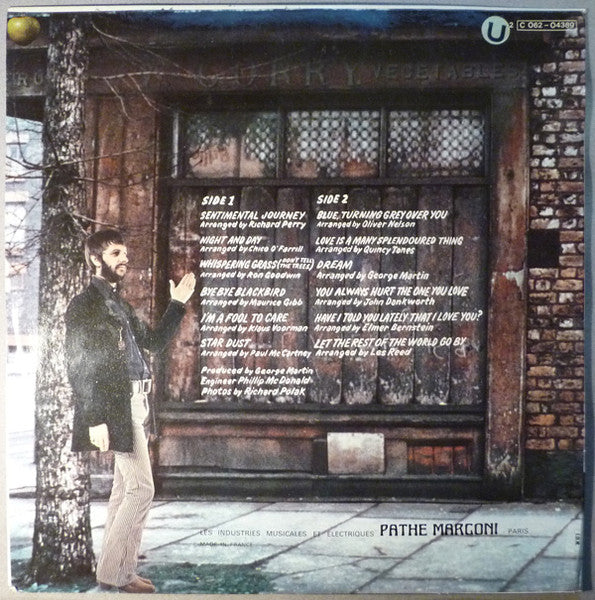 U
2 C 062-04389
CURRY VEGETABLE
SIDE 1
SENTIMENTAL JOURNEY
Arranged by Richard Perry
NIGHT AND DAY
Arranged by Chico O'Farrill
WHISPERING GRASS (DON'T TELL THE TREES)
Arranged by Ron Goodwin
BYE BYE BLACKBIRD
Arranged by Maurice Gibb
I'M A FOOL TO CARE
Arranged by Klaus Voorman
STAR DUST
Arranged by Paul McCartney
Produced by George Martin
Engineer Phillip McDonald
Photos by Richard Polak
SIDE 2
BLUE, TURNING GREY OVER YOU
Arranged by Oliver Nelson
LOVE IS A MANY SPLENDOURED THING
Arranged by Quincy Jones
DREAM
Arranged by George Martin
YOU ALWAYS HURT THE ONE YOU LOVE
Arranged by John Dankworth
HAVE I TOLD YOU LATELY THAT I LOVE YOU?
Arranged by Elmer Bernstein
LET THE REST OF THE WORLD GO BY
Arranged by Les Reed
LES INDUSTRIES MUSICALES ET ELECTRIQUES PATHE MARCONI PARIS
MADE IN FRANCE